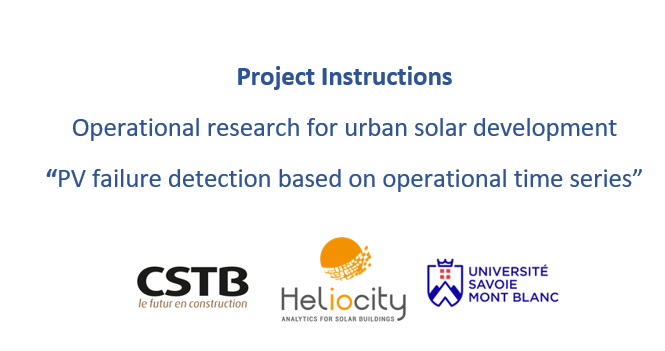 Project Instructions
Operational research for urban solar development
“PV failure detection based on operational time series”
CSTB
le futur en construction
Heliocity
ANALYTICS FOR SOLAR BUILDINGS
UNIVERSITÉ
SAVOIE
MONT BLANC